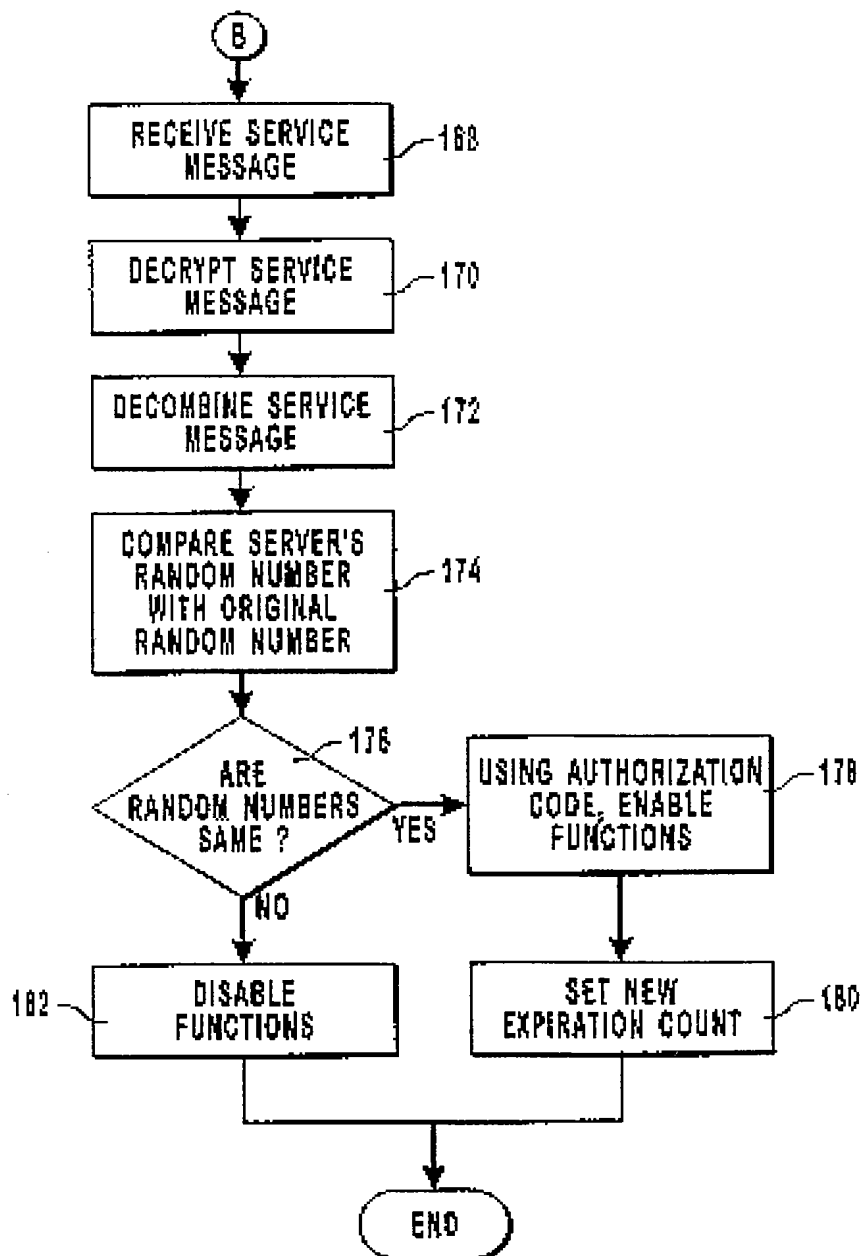 B
RECEIVE SERVICE
MESSAGE
168
DECRYPT SERVICE
MESSAGE
170
DECOMBINE SERVICE
MESSAGE
172
COMPARE SERVER'S
RANDOM NUMBER
WITH ORIGINAL
RANDOM NUMBER
174
176
ARE
RANDOM NUMBERS
SAME ?
YES
NO
USING AUTHORIZATION
CODE, ENABLE
FUNCTIONS
178
182
DISABLE
FUNCTIONS
SET NEW
EXPIRATION COUNT
180
END